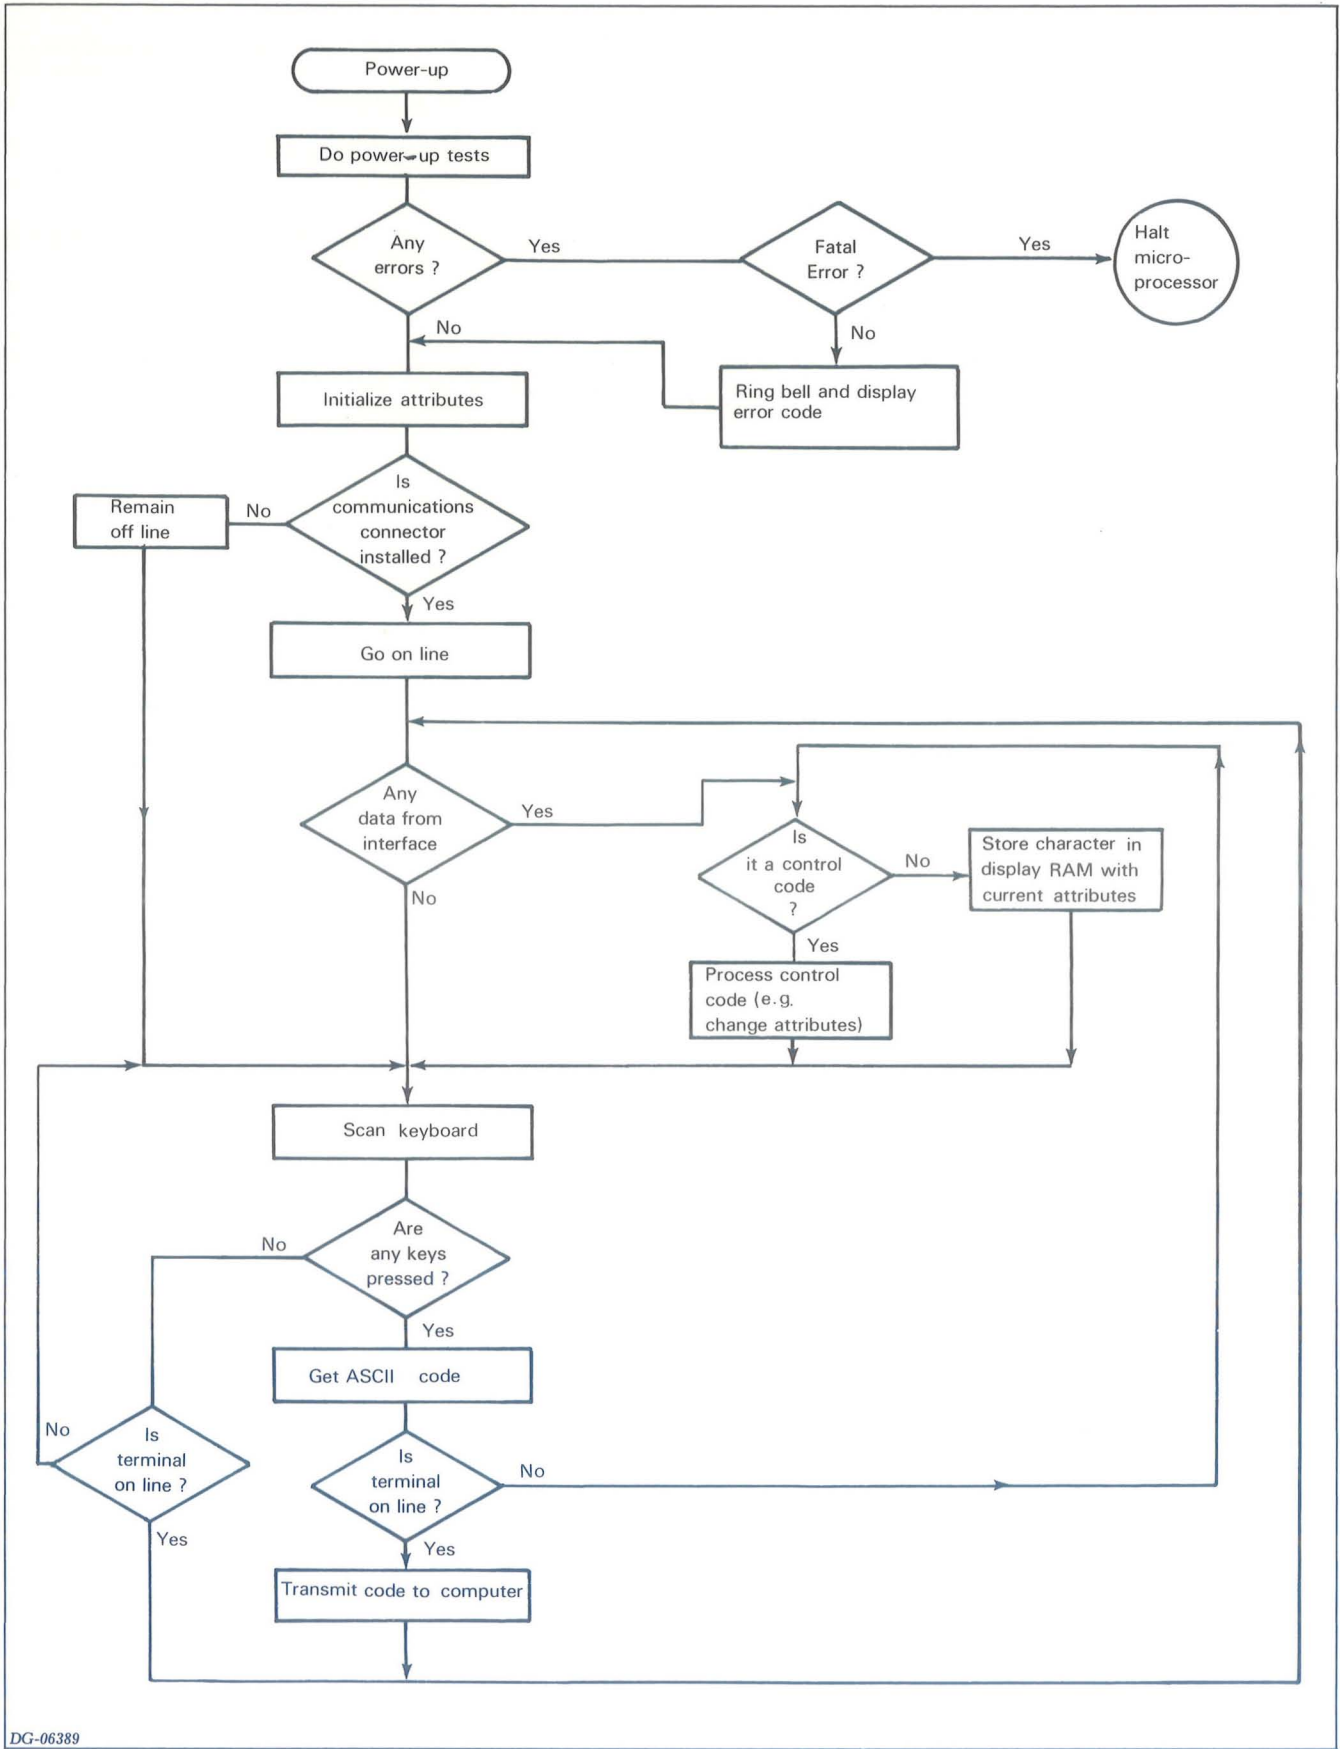 Power-up
Do power-up tests
Any
errors ?
Yes
Fatal
Error ?
Yes
Halt
micro-
processor
No
No
Initialize attributes
Ring bell and display
error code
Is
communications
connector
installed ?
No
Remain
off line
Yes
Go on line
Any
data from
interface
Yes
Is
it a control
code
?
No
Store character in
display RAM with
current attributes
No
Yes
Process control
code (e.g.
change attributes)
Scan keyboard
Are
any keys
pressed ?
No
Yes
Get ASCII code
No
Is
terminal
on line ?
Is
terminal
on line ?
No
Yes
Yes
Transmit code to computer
DG-06389